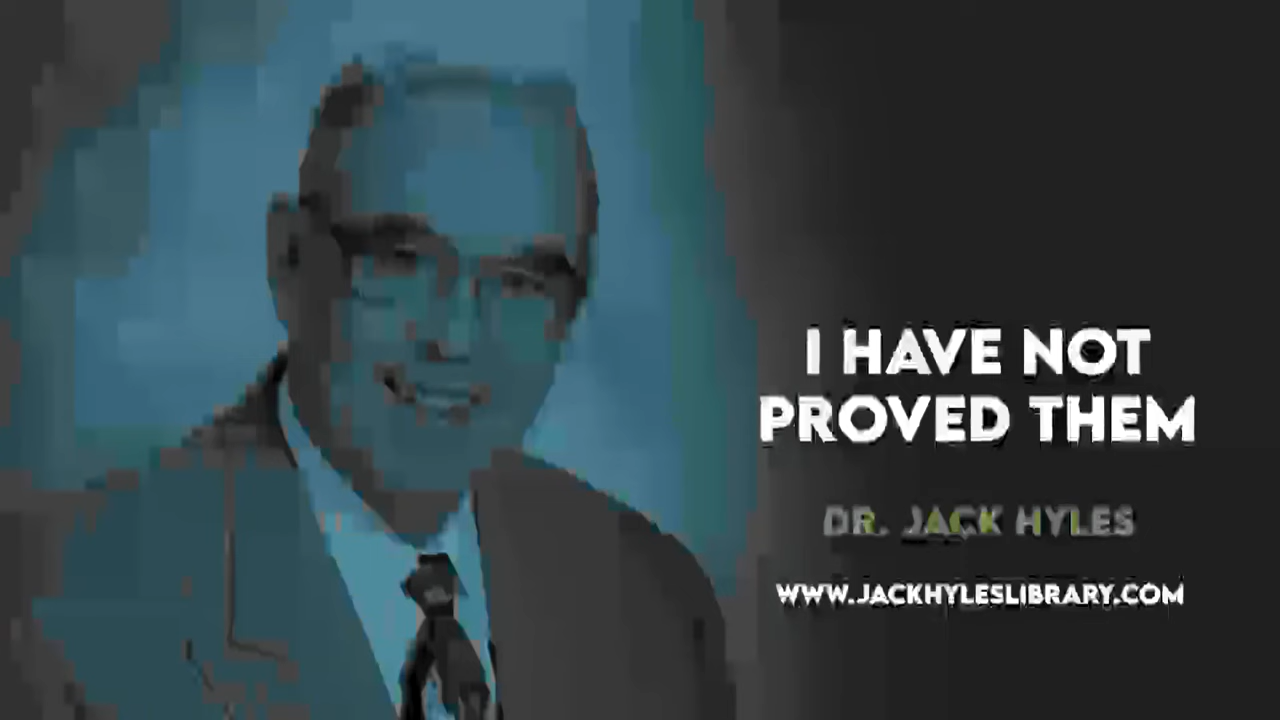 I HAVE NOT
PROVED THEM
DR. JACK HYLES
WWW.JACKHYLESLIBRARY.COM